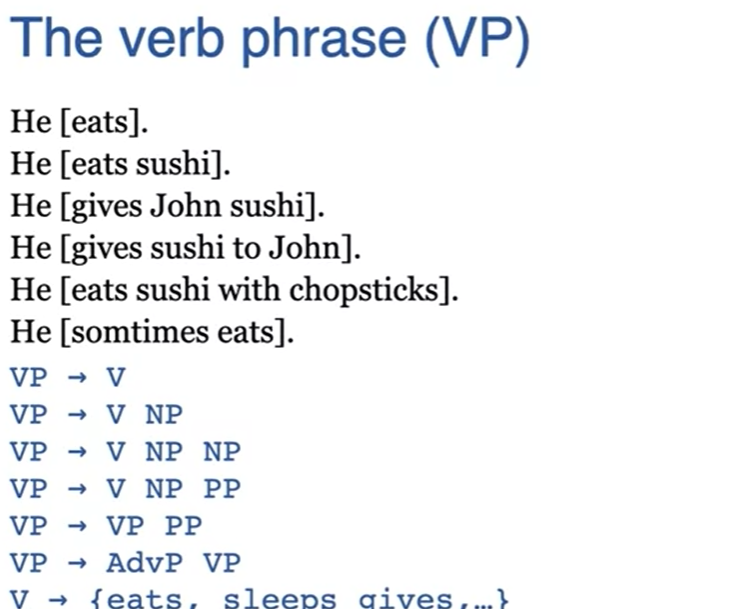 The verb phrase (VP)
He [eats].
He [eats sushi].
He [gives John sushi].
He [gives sushi to John].
He [eats sushi with chopsticks].
He [somtimes eats].
VP → V
VP → V NP
VP → V NP NP
VP → V NP PP
VP → VP PP
VP → AdvP VP
V → {eats, sleeps gives,…}